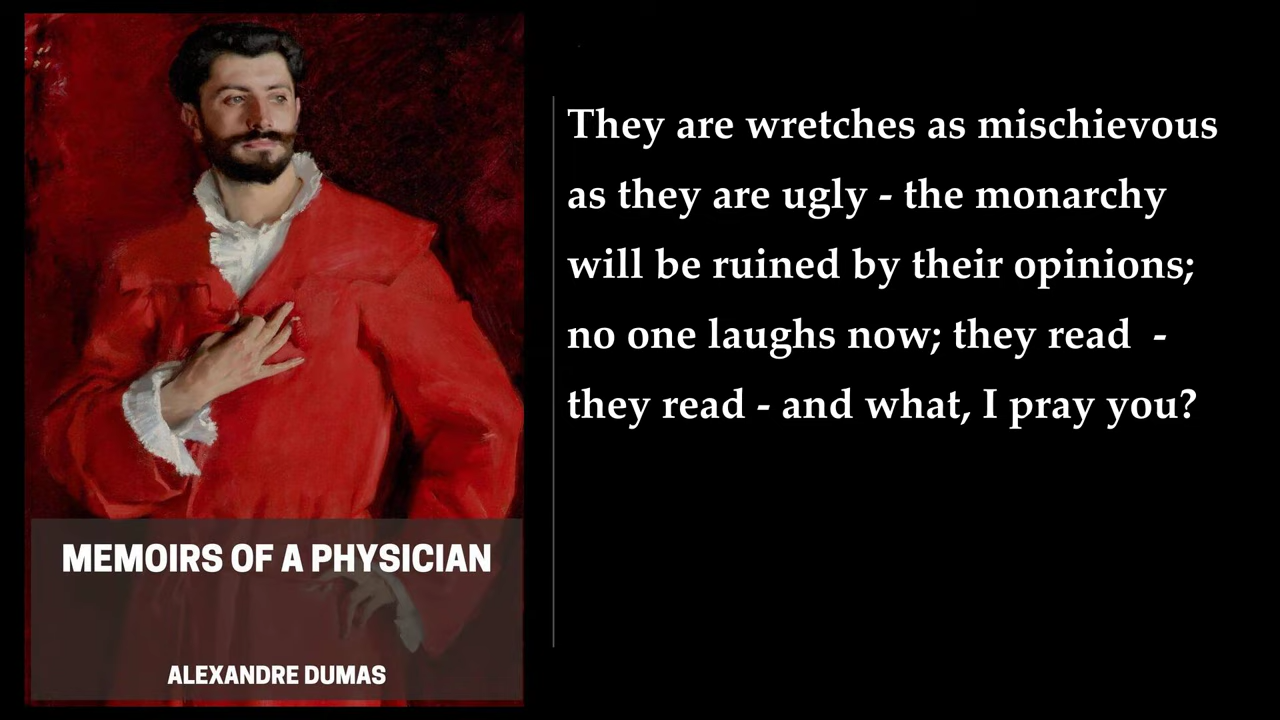 They are wretches as mischievous
as they are ugly - the monarchy
will be ruined by their opinions;
no one laughs now; they read  -
they read - and what, I pray you?
MEMOIRS OF A PHYSICIAN
ALEXANDRE DUMAS